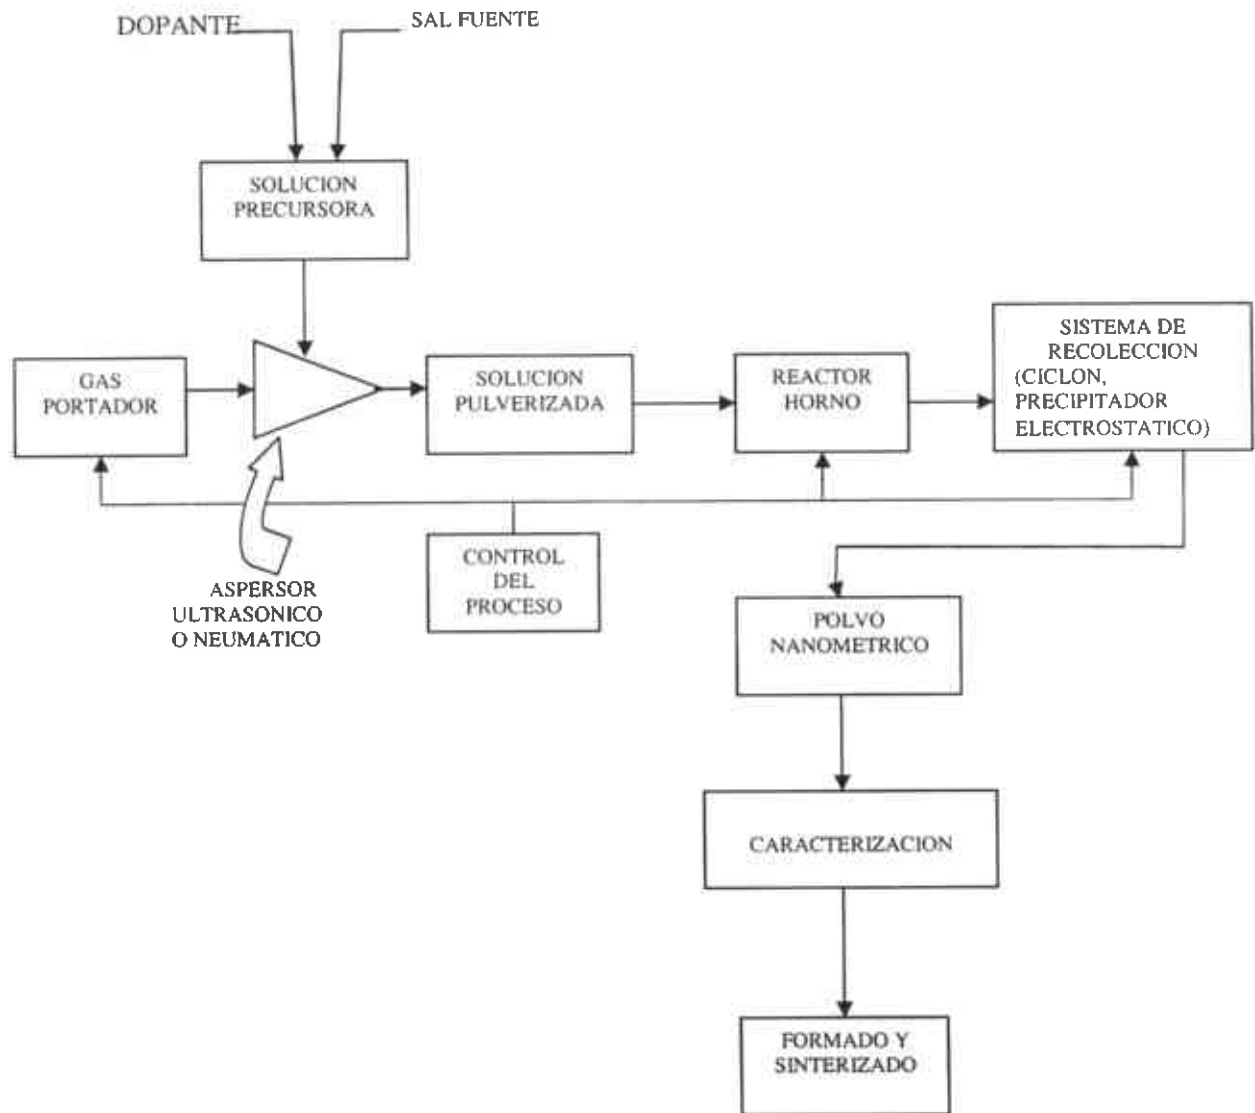 DOPANTE
SAL FUENTE
SOLUCION
PRECURSORA
GAS
PORTADOR
SOLUCION
PULVERIZADA
REACTOR
HORNO
SISTEMA DE
RECOLECCION
(CICLON,
PRECIPITADOR
ELECTROSTATICO)
ASPERSOR
ULTRASONICO
O NEUMATICO
CONTROL
DEL
PROCESO
POLVO
NANOMETRICO
CARACTERIZACION
FORMADO Y
SINTERIZADO